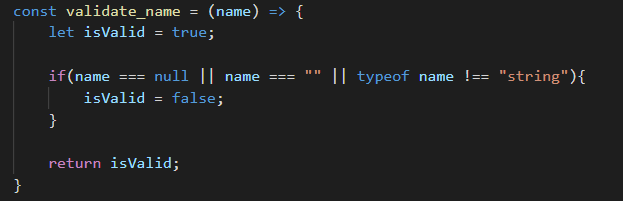 const validate_name = (name) => {
let isValid = true;
if(name === null || name === "" || typeof name !== "string"){
isValid = false;
}
return isValid;
}